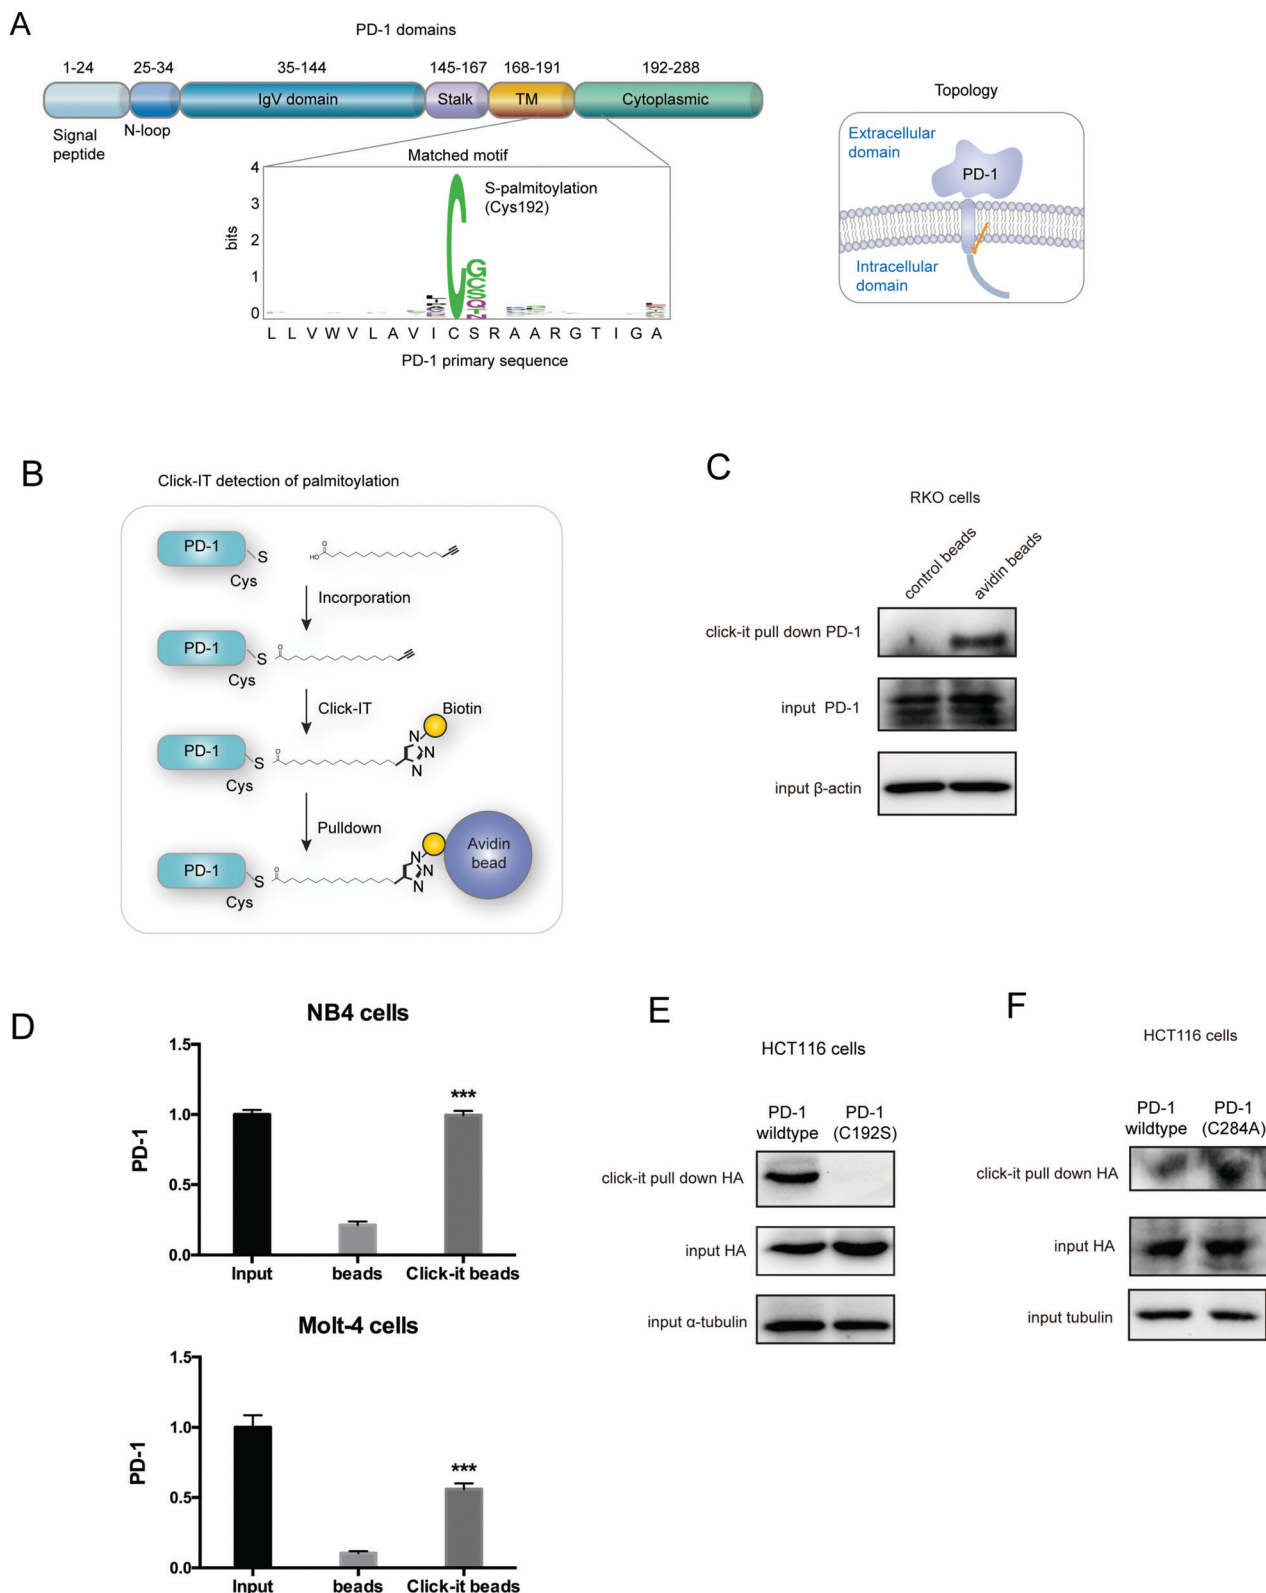 A
PD-1 domains
1-24 25-34 35-144 145-167 168-191 192-288
IgV domain Stalk TM Cytoplasmic
Signal
peptide
N-loop
Matched motif
4
3
2
1
0
bits
S-palmitoylation
(Cys192)
C
L L V W V L A V I C S R A A R G T I G A
PD-1 primary sequence
Topology
Extracellular
domain
PD-1
Intracellular
domain
B
Click-IT detection of palmitoylation
PD-1 S
Cys
HO O
Incorporation
PD-1 S O
Cys
Click-IT
Biotin
PD-1 S O N N N
Cys
Pulldown
PD-1 S O N N N
Cys
Avidin
bead
C
RKO cells
control beads
avidin beads
click-it pull down PD-1
input PD-1
input β-actin
D
NB4 cells
PD-1
1.5
1.0
0.5
0.0
***
Input beads Click-it beads
Molt-4 cells
PD-1
1.5
1.0
0.5
0.0
***
Input beads Click-it beads
E
HCT116 cells
PD-1 PD-1
wildtype (C192S)
click-it pull down HA
input HA
input α-tubulin
F
HCT116 cells
PD-1 PD-1
wildtype (C284A)
click-it pull down HA
input HA
input tubulin